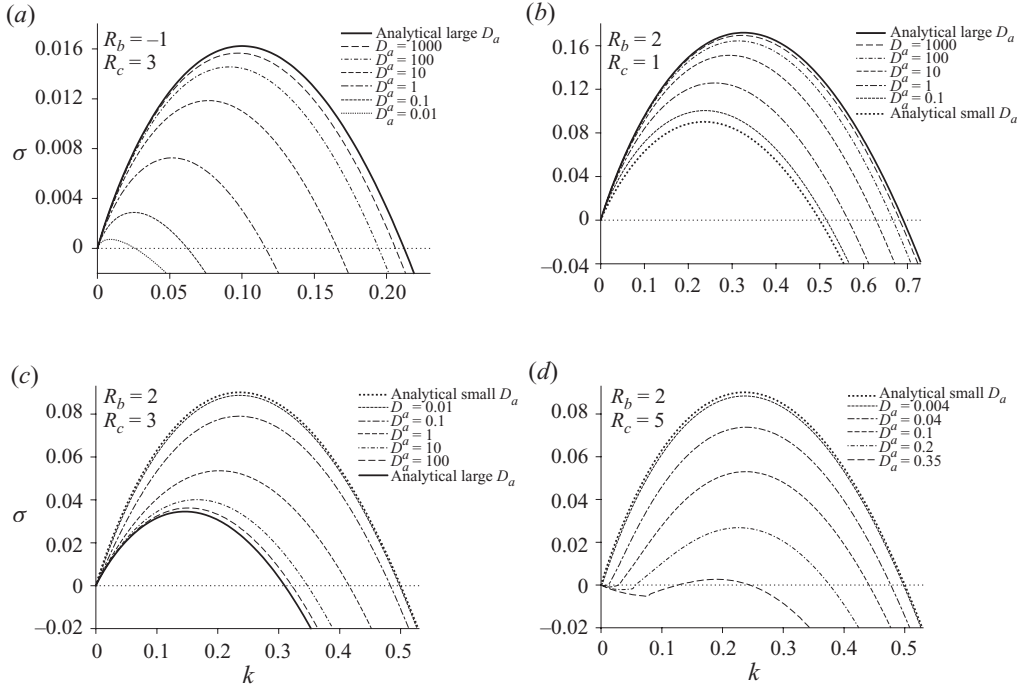 (a)
R_b = –1
R_c = 3
Analytical large D_a
D_a = 1000
D_a = 100
D_a = 10
D_a = 1
D_a = 0.1
D_a = 0.01
0.016
0.012
0.008
0.004
0
σ
0 0.05 0.10 0.15 0.20
(b)
R_b = 2
R_c = 1
Analytical large D_a
D_a = 1000
D_a = 100
D_a = 10
D_a = 1
D_a = 0.1
Analytical small D_a
0.16
0.12
0.08
0.04
0
–0.04
0 0.1 0.2 0.3 0.4 0.5 0.6 0.7
(c)
R_b = 2
R_c = 3
Analytical small D_a
D_a = 0.01
D_a = 0.1
D_a = 1
D_a = 10
D_a = 100
Analytical large D_a
0.08
0.06
0.04
0.02
0
–0.02
σ
0 0.1 0.2 0.3 0.4 0.5
k
(d)
R_b = 2
R_c = 5
Analytical small D_a
D_a = 0.004
D_a = 0.04
D_a = 0.1
D_a = 0.2
D_a = 0.35
0.08
0.06
0.04
0.02
0
–0.02
0 0.1 0.2 0.3 0.4 0.5
k